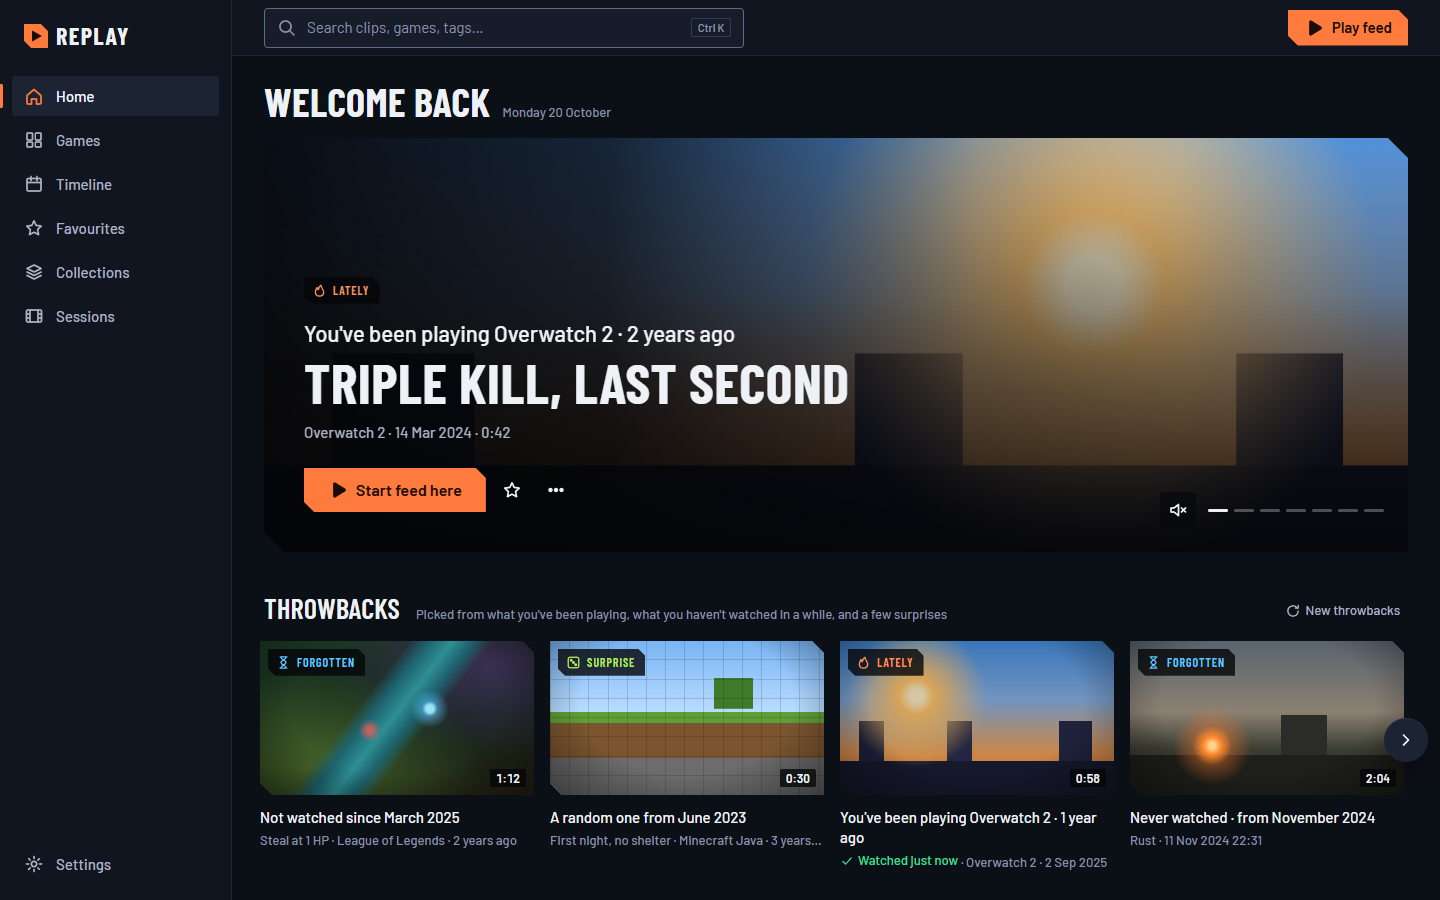 REPLAY
Search clips, games, tags...
Ctrl K
Play feed
Home
Games
Timeline
Favourites
Collections
Sessions
Settings
WELCOME BACK
Monday 20 October
LATELY
You've been playing Overwatch 2 · 2 years ago
TRIPLE KILL, LAST SECOND
Overwatch 2 · 14 Mar 2024 · 0:42
Start feed here
THROWBACKS
Picked from what you've been playing, what you haven't watched in a while, and a few surprises
New throwbacks
FORGOTTEN
1:12
Not watched since March 2025
Steal at 1 HP · League of Legends · 2 years ago
SURPRISE
0:30
A random one from June 2023
First night, no shelter · Minecraft Java · 3 years...
LATELY
0:58
You've been playing Overwatch 2 · 1 year
ago
Watched just now · Overwatch 2 · 2 Sep 2025
FORGOTTEN
2:04
Never watched · from November 2024
Rust · 11 Nov 2024 22:31